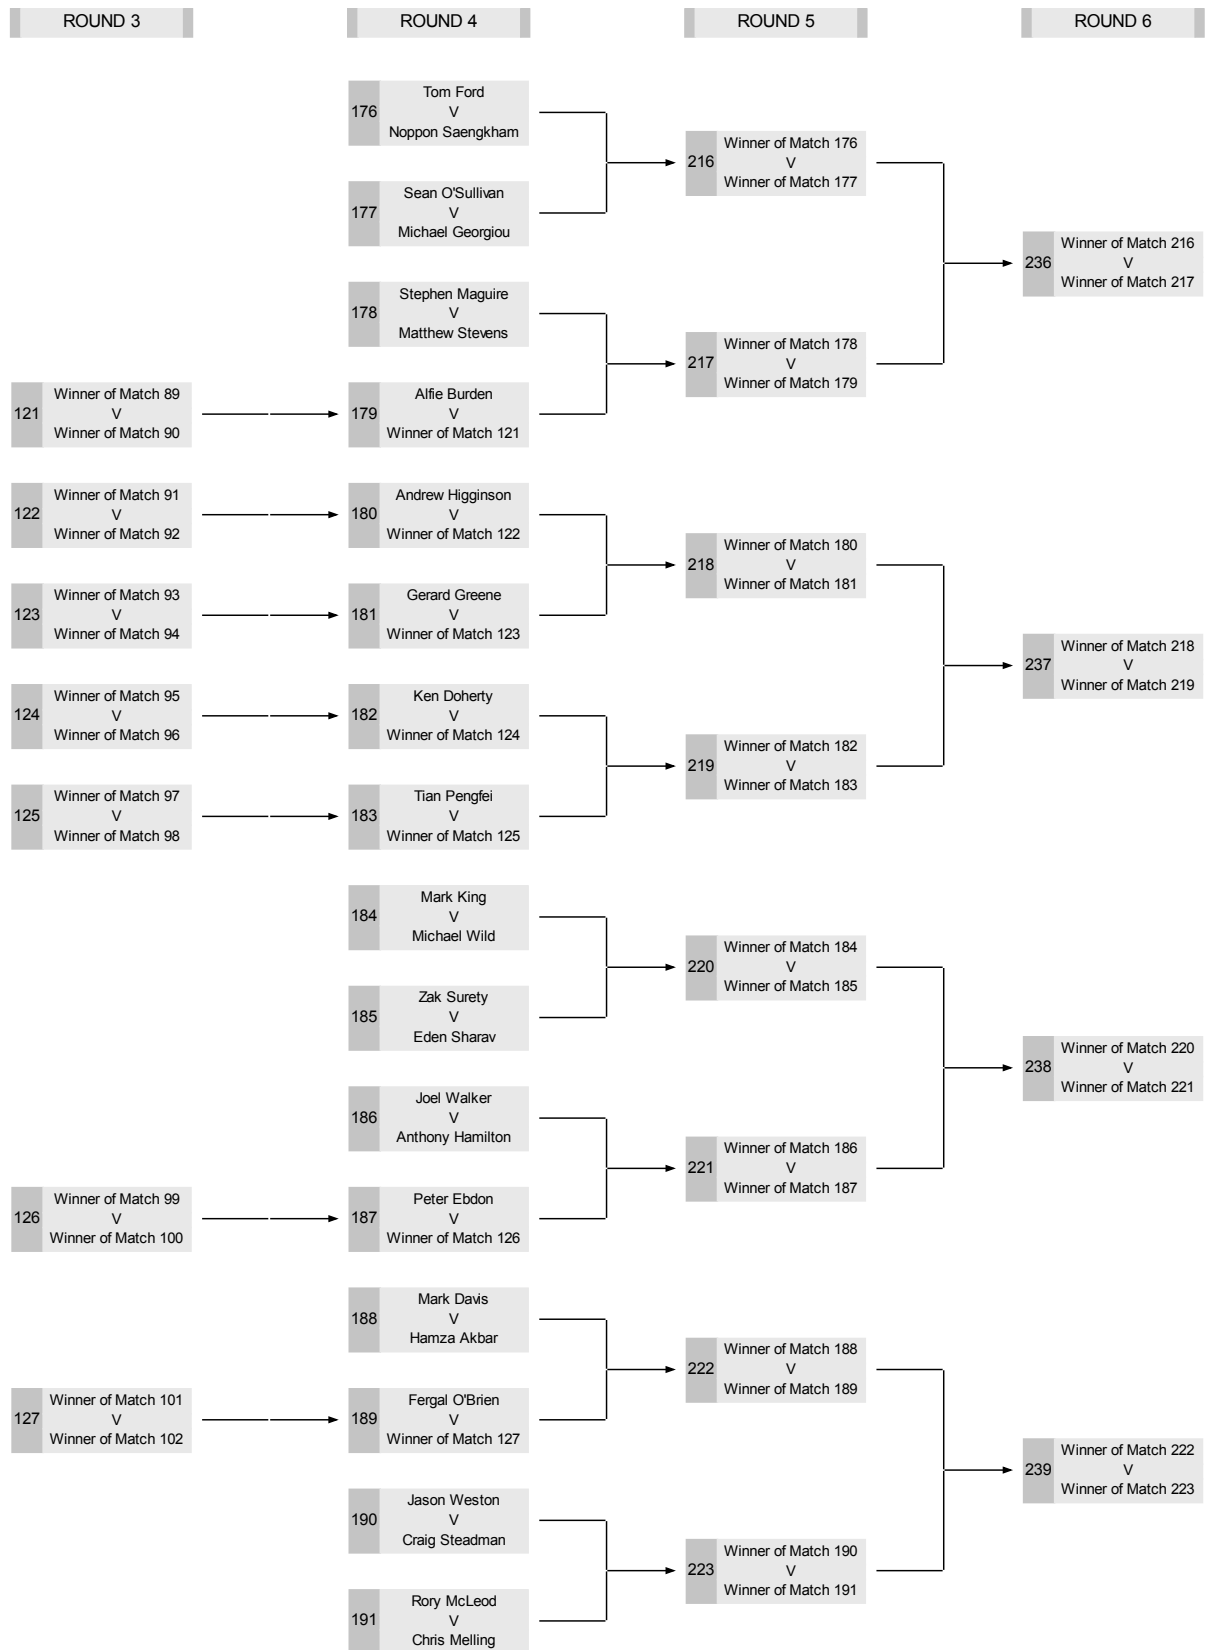 ROUND 3
ROUND 4
ROUND 5
ROUND 6
176
Tom Ford
V
Noppon Saengkham
216
Winner of Match 176
V
Winner of Match 177
177
Sean O'Sullivan
V
Michael Georgiou
236
Winner of Match 216
V
Winner of Match 217
178
Stephen Maguire
V
Matthew Stevens
217
Winner of Match 178
V
Winner of Match 179
121
Winner of Match 89
V
Winner of Match 90
179
Alfie Burden
V
Winner of Match 121
122
Winner of Match 91
V
Winner of Match 92
180
Andrew Higginson
V
Winner of Match 122
218
Winner of Match 180
V
Winner of Match 181
123
Winner of Match 93
V
Winner of Match 94
181
Gerard Greene
V
Winner of Match 123
237
Winner of Match 218
V
Winner of Match 219
124
Winner of Match 95
V
Winner of Match 96
182
Ken Doherty
V
Winner of Match 124
219
Winner of Match 182
V
Winner of Match 183
125
Winner of Match 97
V
Winner of Match 98
183
Tian Pengfei
V
Winner of Match 125
184
Mark King
V
Michael Wild
220
Winner of Match 184
V
Winner of Match 185
185
Zak Surety
V
Eden Sharav
238
Winner of Match 220
V
Winner of Match 221
186
Joel Walker
V
Anthony Hamilton
221
Winner of Match 186
V
Winner of Match 187
126
Winner of Match 99
V
Winner of Match 100
187
Peter Ebdon
V
Winner of Match 126
188
Mark Davis
V
Hamza Akbar
222
Winner of Match 188
V
Winner of Match 189
127
Winner of Match 101
V
Winner of Match 102
189
Fergal O'Brien
V
Winner of Match 127
239
Winner of Match 222
V
Winner of Match 223
190
Jason Weston
V
Craig Steadman
223
Winner of Match 190
V
Winner of Match 191
191
Rory McLeod
V
Chris Melling